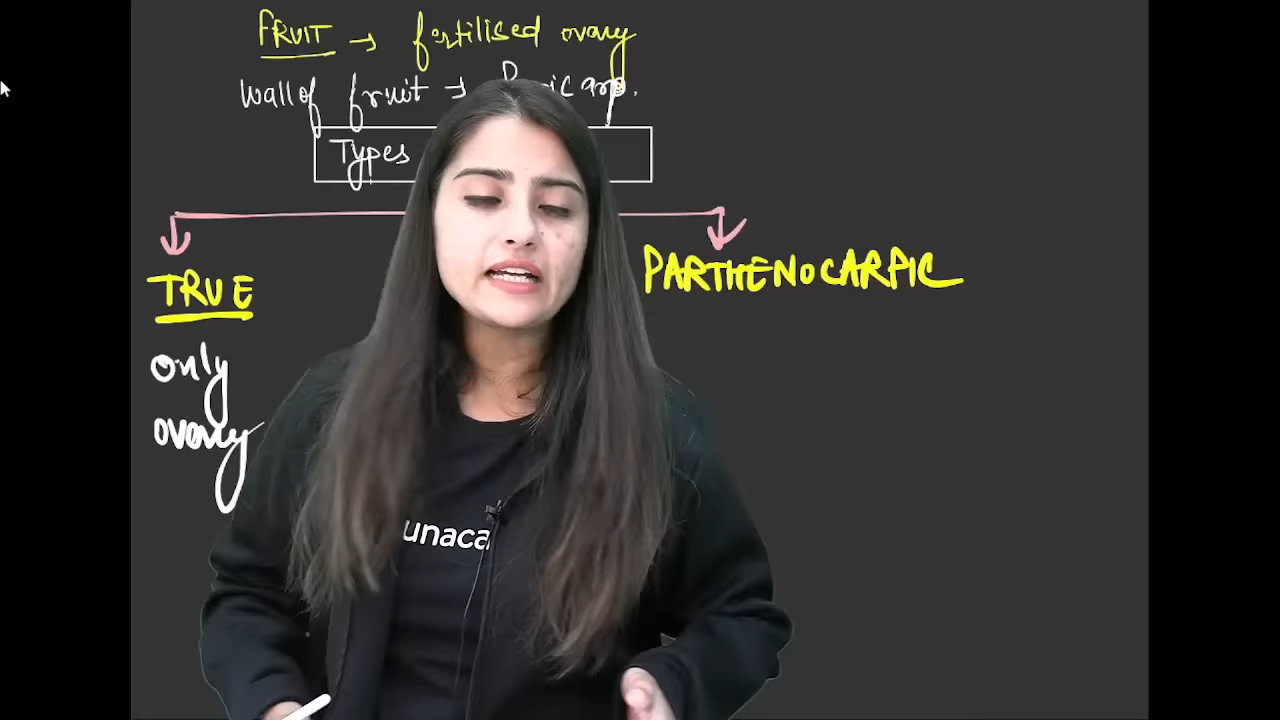 FRUIT → fertilised ovary
Wall of fruit →
Types
TRUE
PARTHENOCARPIC
only
ovary
unaca